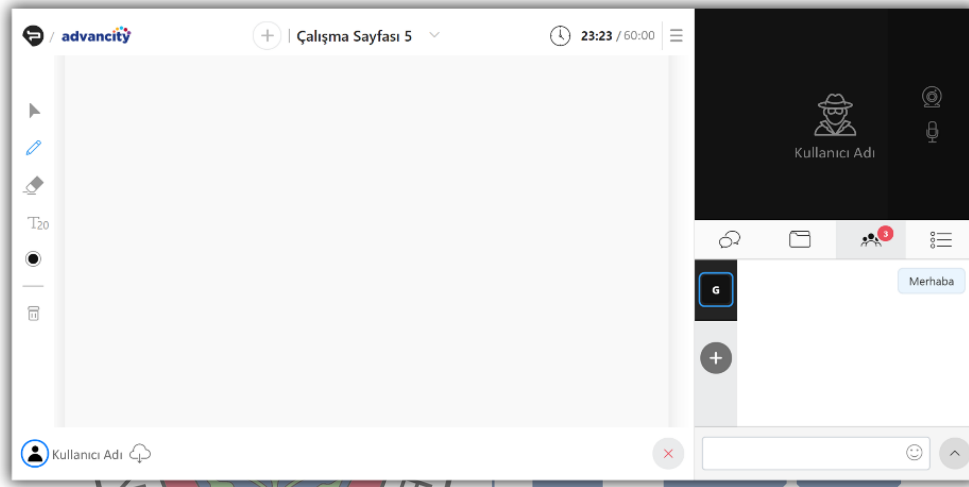 / advancity
+ | Çalışma Sayfası 5
23:23 / 60:00
T20
Kullanıcı Adı
3
G
Merhaba
+
Kullanıcı Adı